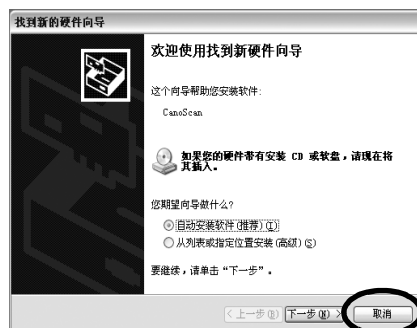 找到新的硬件向导
欢迎使用找到新硬件向导
这个向导帮助您安装软件:
CanoScan
如果您的硬件带有安装 CD 或软盘，请现在将
其插入。
您期望向导做什么?
自动安装软件(推荐)(I)
从列表或指定位置安装(高级)(S)
要继续，请单击“下一步”。
<上一步(B) 下一步(N) > 取消